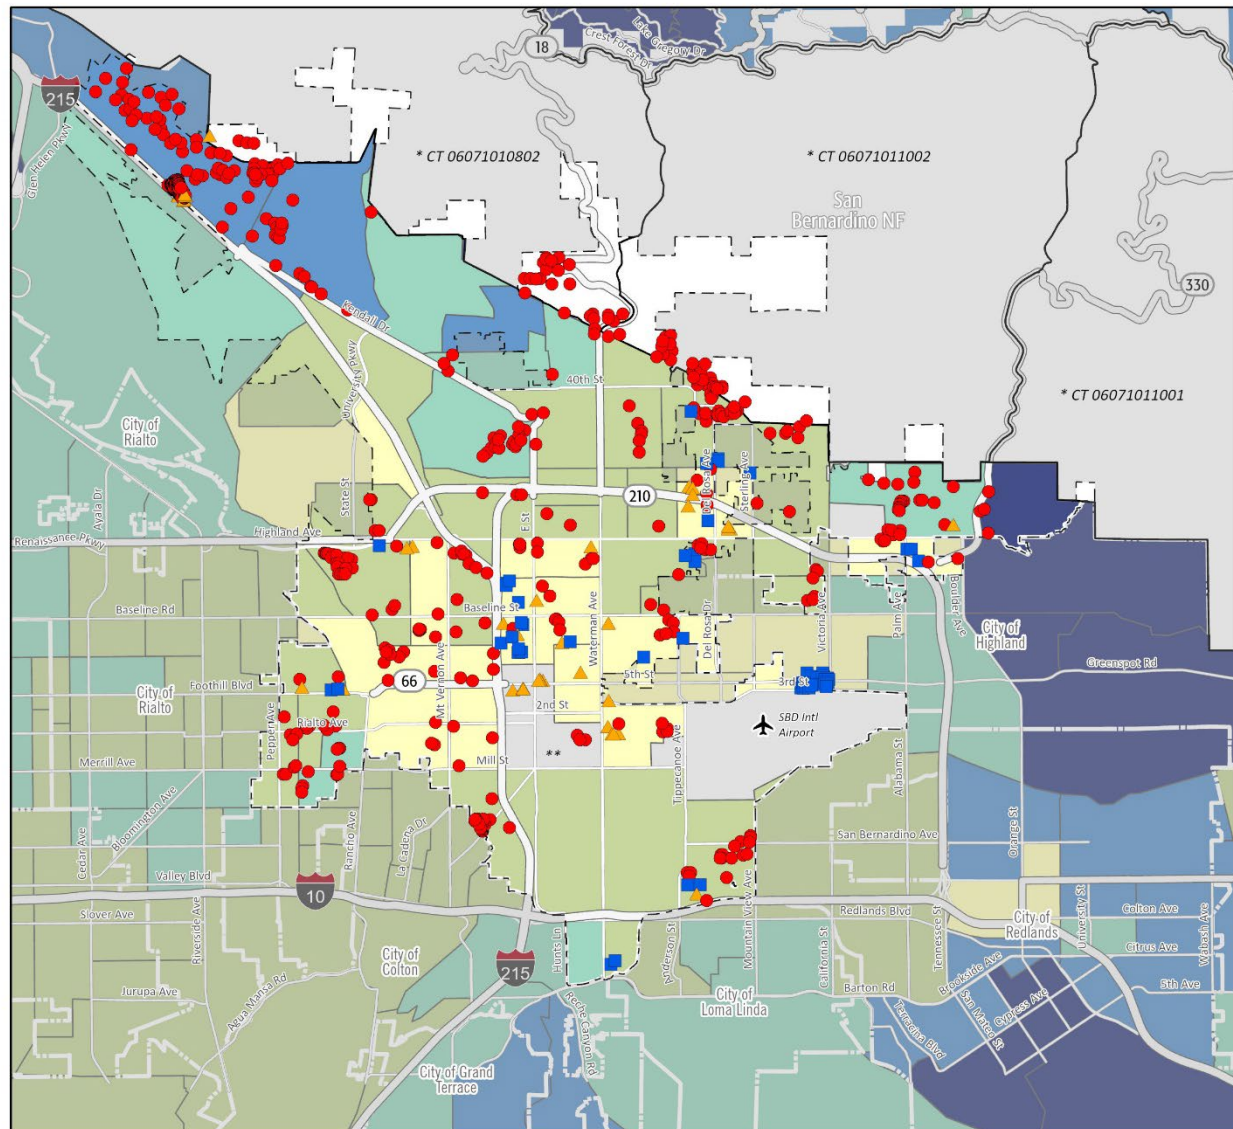 Lake Gregory Dr
Crest Forest Dr
18
215
Glen Helen Pkwy
* CT 06071010802
* CT 06071011002
San
Bernardino NF
330
Kendall Dr
University Pkwy
40th St
* CT 06071011001
City of
Rialto
Ayala Dr
State St
E St
210
Del Rosa Ave
Sterling Ave
Highland Ave
Renaissance Pkwy
Baseline Rd
Baseline St
Waterman Ave
Del Rosa Dr
Victoria Ave
Palm Ave
Boulder Ave
City of
Highland
Greenspot Rd
Mt Vernon Ave
5th St
3rd St
66
Foothill Blvd
City of
Rialto
2nd St
Pepper Ave
Rialto Ave
SBD Intl
Airport
**
Mill St
Merrill Ave
Tippecanoe Ave
Alabama St
Cedar Ave
Bloomington Ave
Rancho Ave
La Cadena Dr
San Bernardino Ave
Orange St
Valley Blvd
10
Slover Ave
Riverside Ave
Mountain View Ave
Redlands Blvd
City of
Redlands
Colton Ave
University St
Wabash Ave
Tennessee St
Citrus Ave
City of
Colton
215
Hunts Ln
Anderson St
California St
Brookside Ave
5th Ave
Jurupa Ave
Agua Mansa Rd
Reche Canyon Rd
City of
Loma Linda
Barton Rd
Terracina Blvd
San Mateo St
Cypress Ave
City of Grand
Terrace